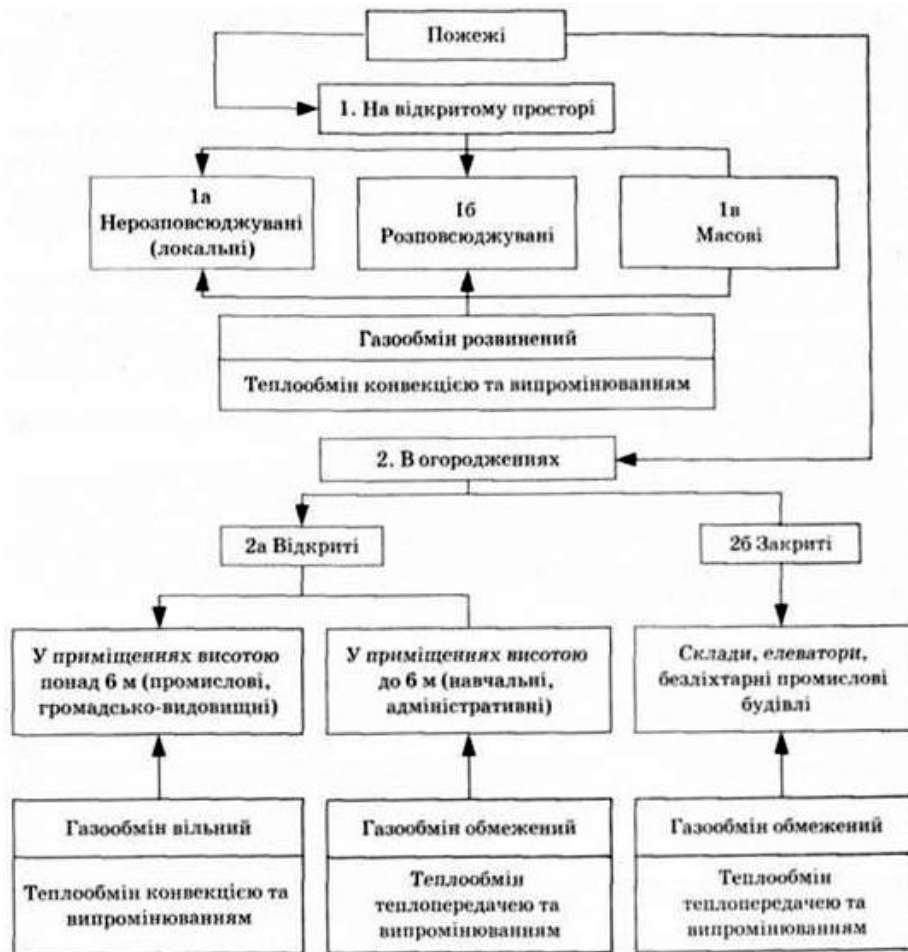 Пожежі
1. На відкритому просторі
1а
Нерозповсюджувані
(локальні)
1б
Розповсюджувані
1в
Масові
Газообмін розвинений
Теплообмін конвекцією та випромінюванням
2. В огородженнях
2а Відкриті
2б Закриті
У приміщеннях висотою
понад 6 м (промислові,
громадсько-видовищні)
У приміщеннях висотою
до 6 м (навчальні,
адміністративні)
Склади, елеватори,
безліхтарні промислові
будівлі
Газообмін вільний
Теплообмін конвекцією та
випромінюванням
Газообмін обмежений
Теплообмін
теплопередачею та
випромінюванням
Газообмін обмежений
Теплообмін
теплопередачею та
випромінюванням